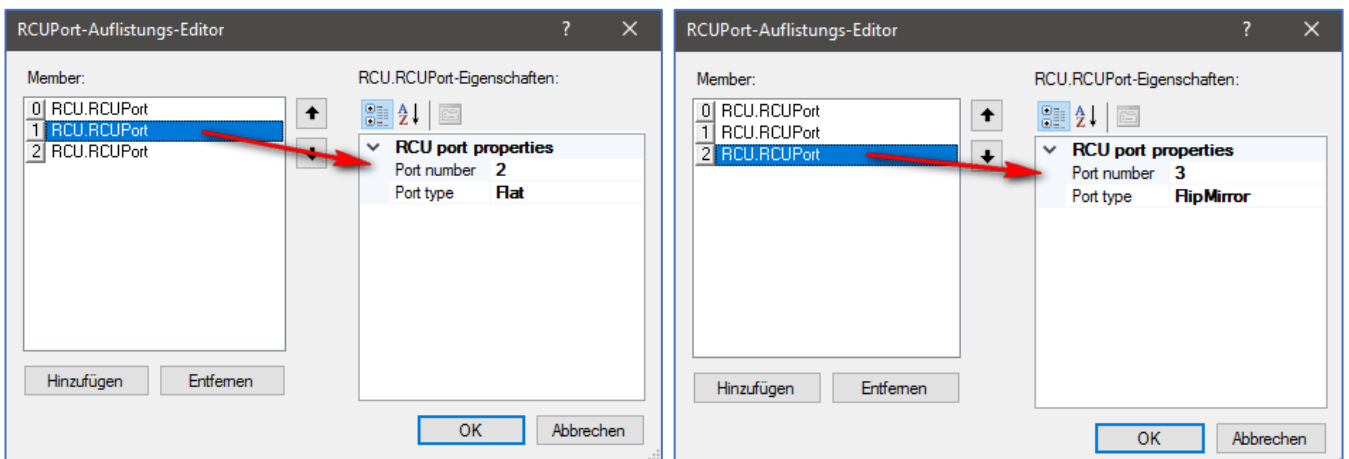 RCUPort-Auflistungs-Editor ? ✕
Member:
RCU.RCUPort-Eigenschaften:
0 RCU.RCUPort
1 RCU.RCUPort
2 RCU.RCUPort
RCU port properties
Port number 2
Port type Flat
Hinzufügen Entfernen
OK Abbrechen
RCUPort-Auflistungs-Editor ? ✕
Member:
RCU.RCUPort-Eigenschaften:
0 RCU.RCUPort
1 RCU.RCUPort
2 RCU.RCUPort
RCU port properties
Port number 3
Port type FlipMirror
Hinzufügen Entfernen
OK Abbrechen